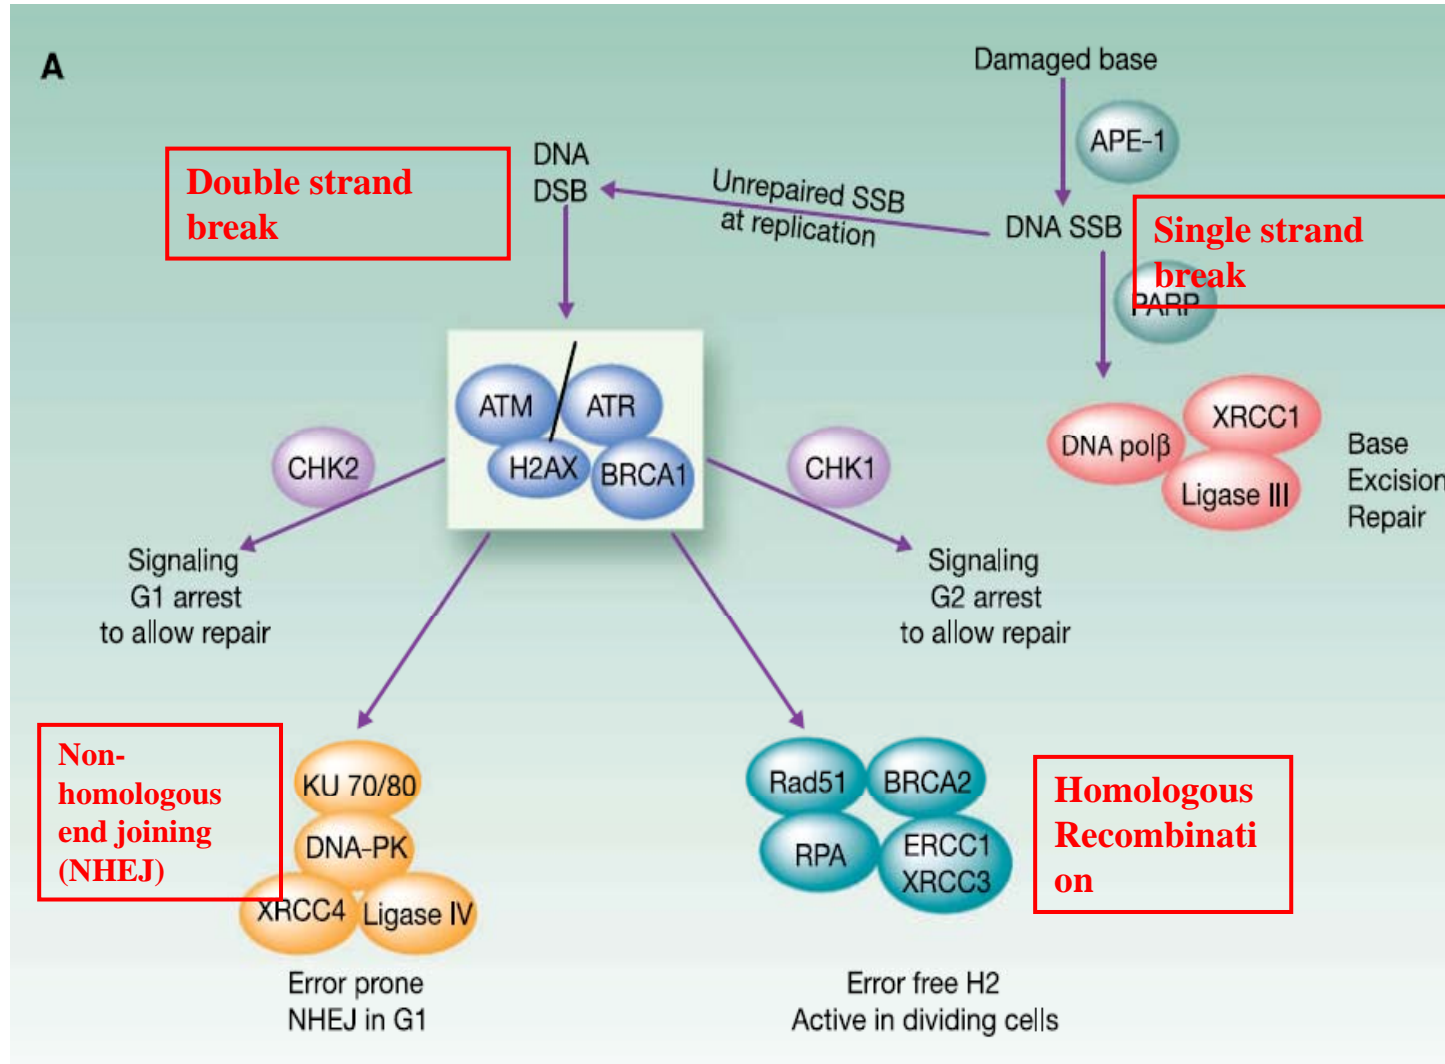 A
Damaged base
APE-1
DNA
DSB
Double strand
break
Unrepaired SSB
at replication
DNA SSB
Single strand
break
PARP
ATM
ATR
H2AX
BRCA1
CHK2
CHK1
DNA polβ
XRCC1
Ligase III
Base
Excision
Repair
Signaling
G1 arrest
to allow repair
Signaling
G2 arrest
to allow repair
Non-
homologous
end joining
(NHEJ)
KU 70/80
DNA-PK
XRCC4
Ligase IV
Rad51
BRCA2
RPA
ERCC1
XRCC3
Homologous
Recombinati
on
Error prone
NHEJ in G1
Error free H2
Active in dividing cells